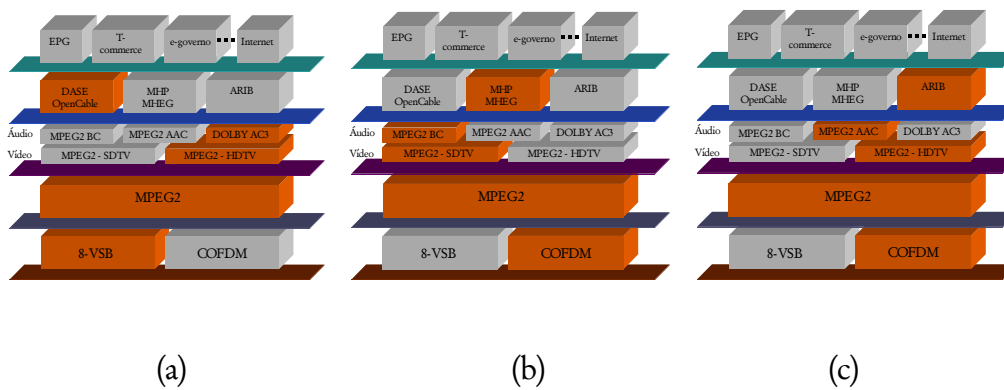 EPG
T-
commerce
e-governo
Internet
DASE
OpenCable
MHP
MHEG
ARIB
Áudio
MPEG2 BC
MPEG2 AAC
DOLBY AC3
Vídeo
MPEG2 - SDTV
MPEG2 - HDTV
MPEG2
8-VSB
COFDM
(a)
EPG
T-
commerce
e-governo
Internet
DASE
OpenCable
MHP
MHEG
ARIB
Áudio
MPEG2 BC
MPEG2 AAC
DOLBY AC3
Vídeo
MPEG2 - SDTV
MPEG2 - HDTV
MPEG2
8-VSB
COFDM
(b)
EPG
T-
commerce
e-governo
Internet
DASE
OpenCable
MHP
MHEG
ARIB
Áudio
MPEG2 BC
MPEG2 AAC
DOLBY AC3
Vídeo
MPEG2 - SDTV
MPEG2 - HDTV
MPEG2
8-VSB
COFDM
(c)